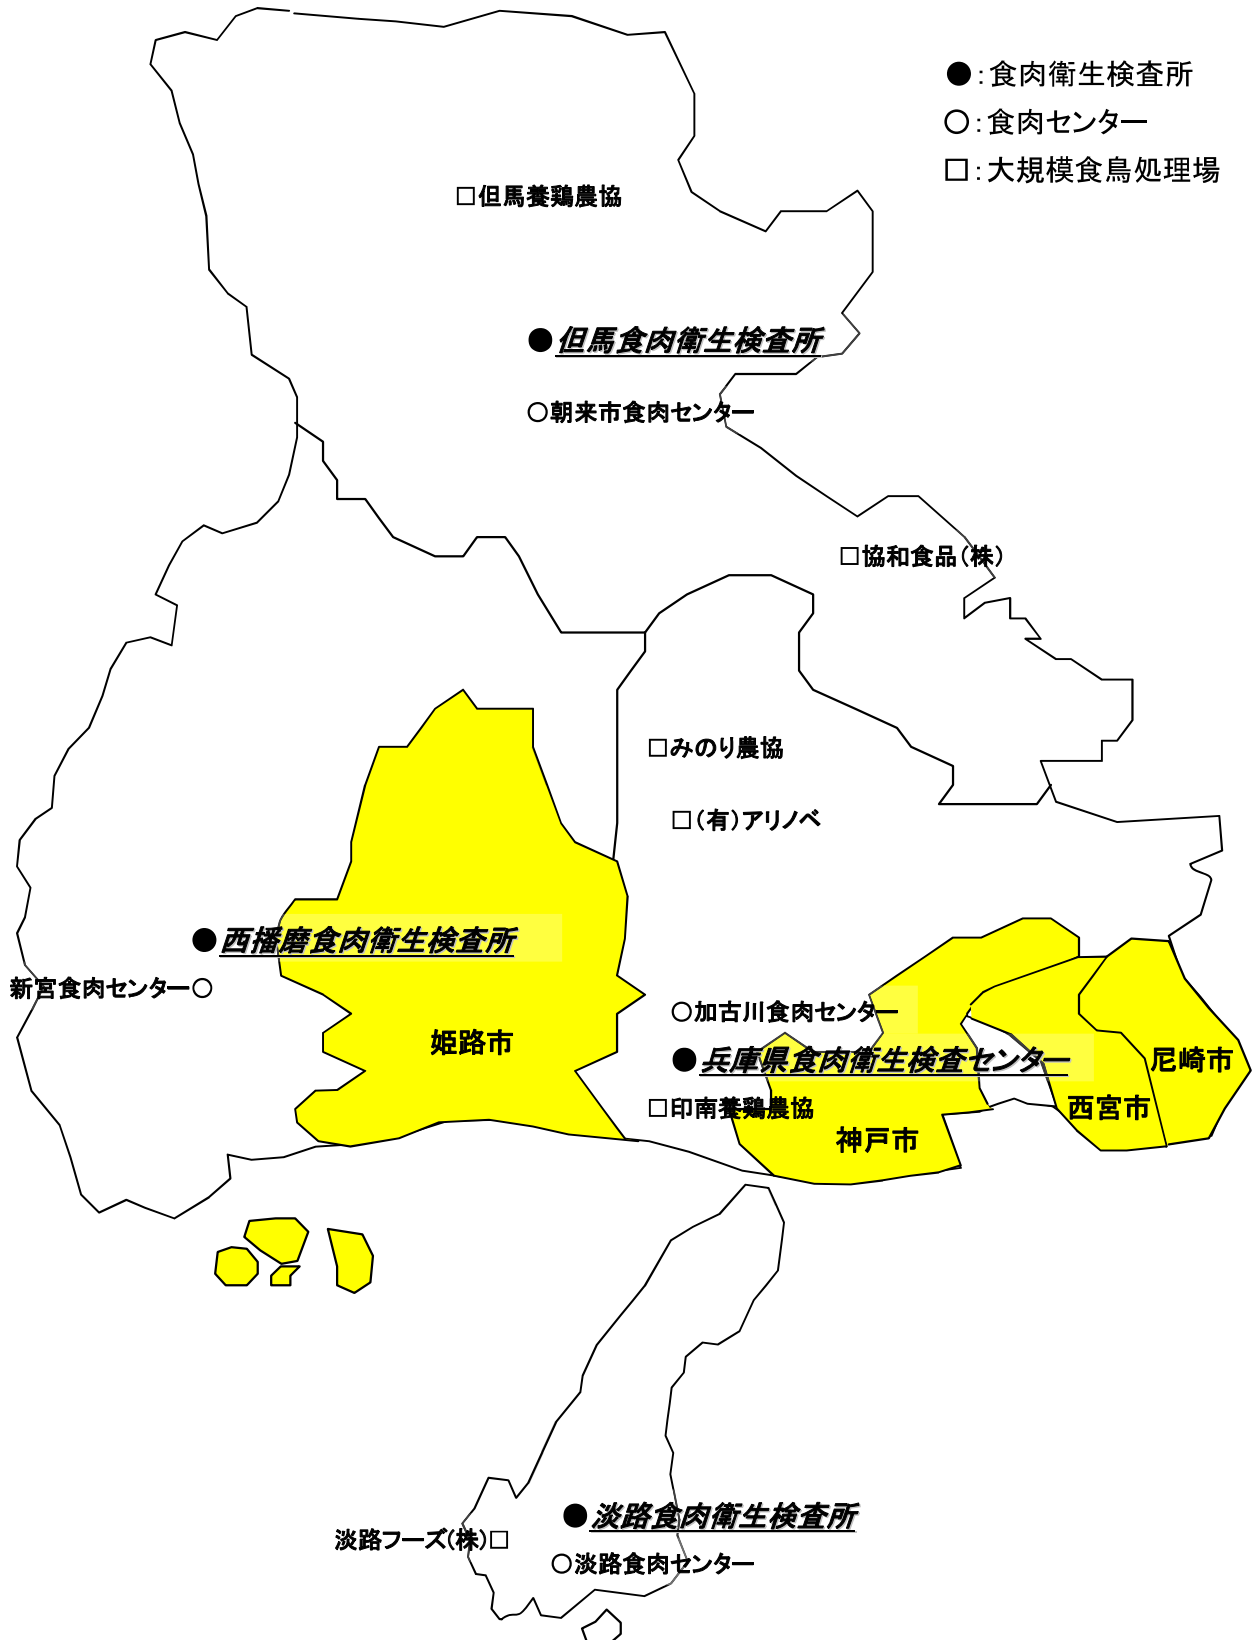 ●：食肉衛生検査所
○：食肉センター
□：大規模食鳥処理場
□但馬養鶏農協
●但馬食肉衛生検査所
○朝来市食肉センター
□協和食品（株）
□みのり農協
□（有）アリノベ
●西播磨食肉衛生検査所
新宮食肉センター○
○加古川食肉センター
姫路市
●兵庫県食肉衛生検査センター
尼崎市
□印南養鶏農協
西宮市
神戸市
●淡路食肉衛生検査所
淡路フーズ（株）□
○淡路食肉センター